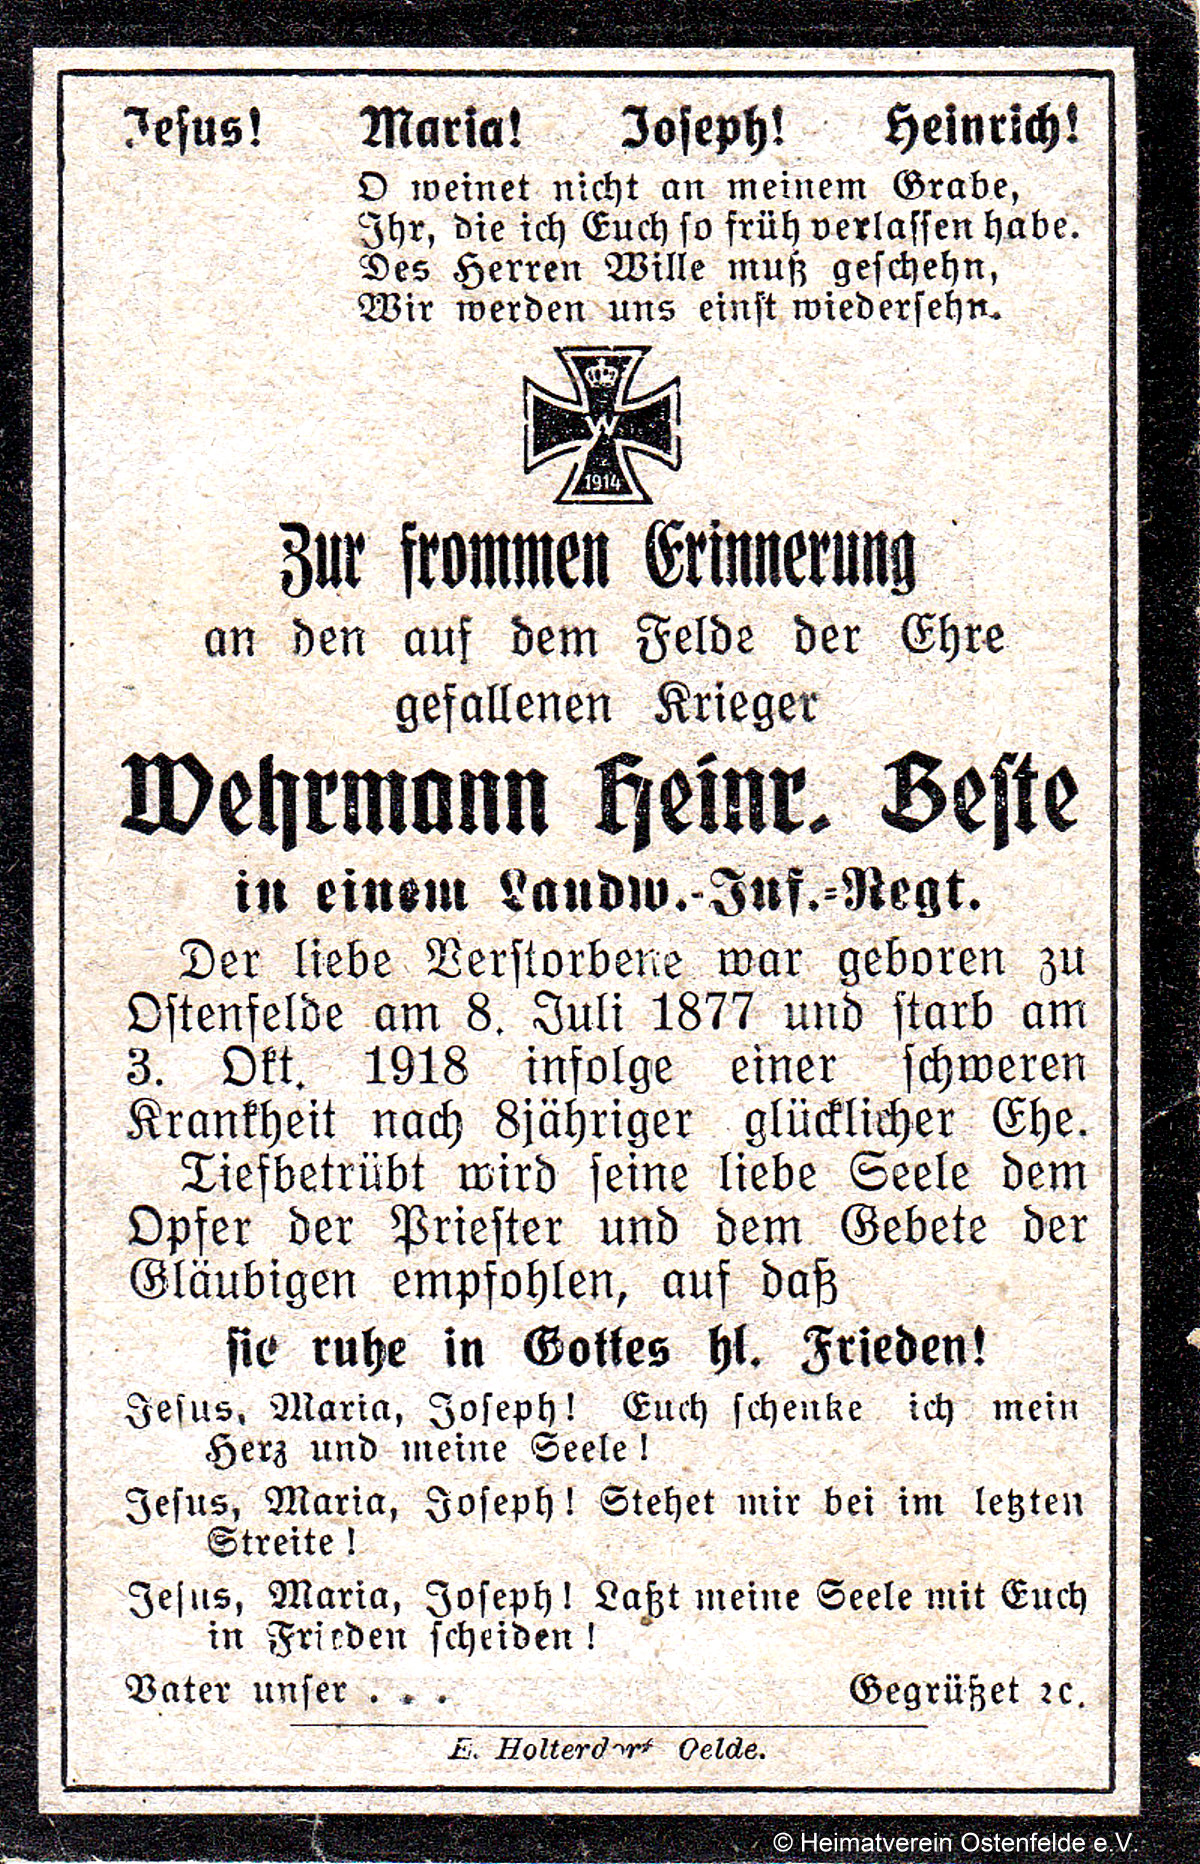 Jesus! Maria! Joseph! Heinrich!
O weinet nicht an meinem Grabe,
Ihr, die ich Euch so früh verlassen habe.
Des Herren Wille muß geschehn,
Wir werden uns einst wiedersehn.
W
1914
Zur frommen Erinnerung
an den auf dem Felde der Ehre
gefallenen Krieger
Wehrmann Heinr. Beste
in einem Landw.-Inf.-Regt.
Der liebe Verstorbene war geboren zu
Ostenfelde am 8. Juli 1877 und starb am
3. Okt. 1918 infolge einer schweren
Krankheit nach 8jähriger glücklicher Ehe.
Tiefbetrübt wird seine liebe Seele dem
Opfer der Priester und dem Gebete der
Gläubigen empfohlen, auf daß
sie ruhe in Gottes hl. Frieden!
Jesus, Maria, Joseph! Euch schenke ich mein
Herz und meine Seele!
Jesus, Maria, Joseph! Stehet mir bei im letzten
Streite!
Jesus, Maria, Joseph! Laßt meine Seele mit Euch
in Frieden scheiden!
Vater unser . . . Gegrüßet ꝛc.
E. Holterdorf Oelde.
© Heimatverein Ostenfelde e.V.